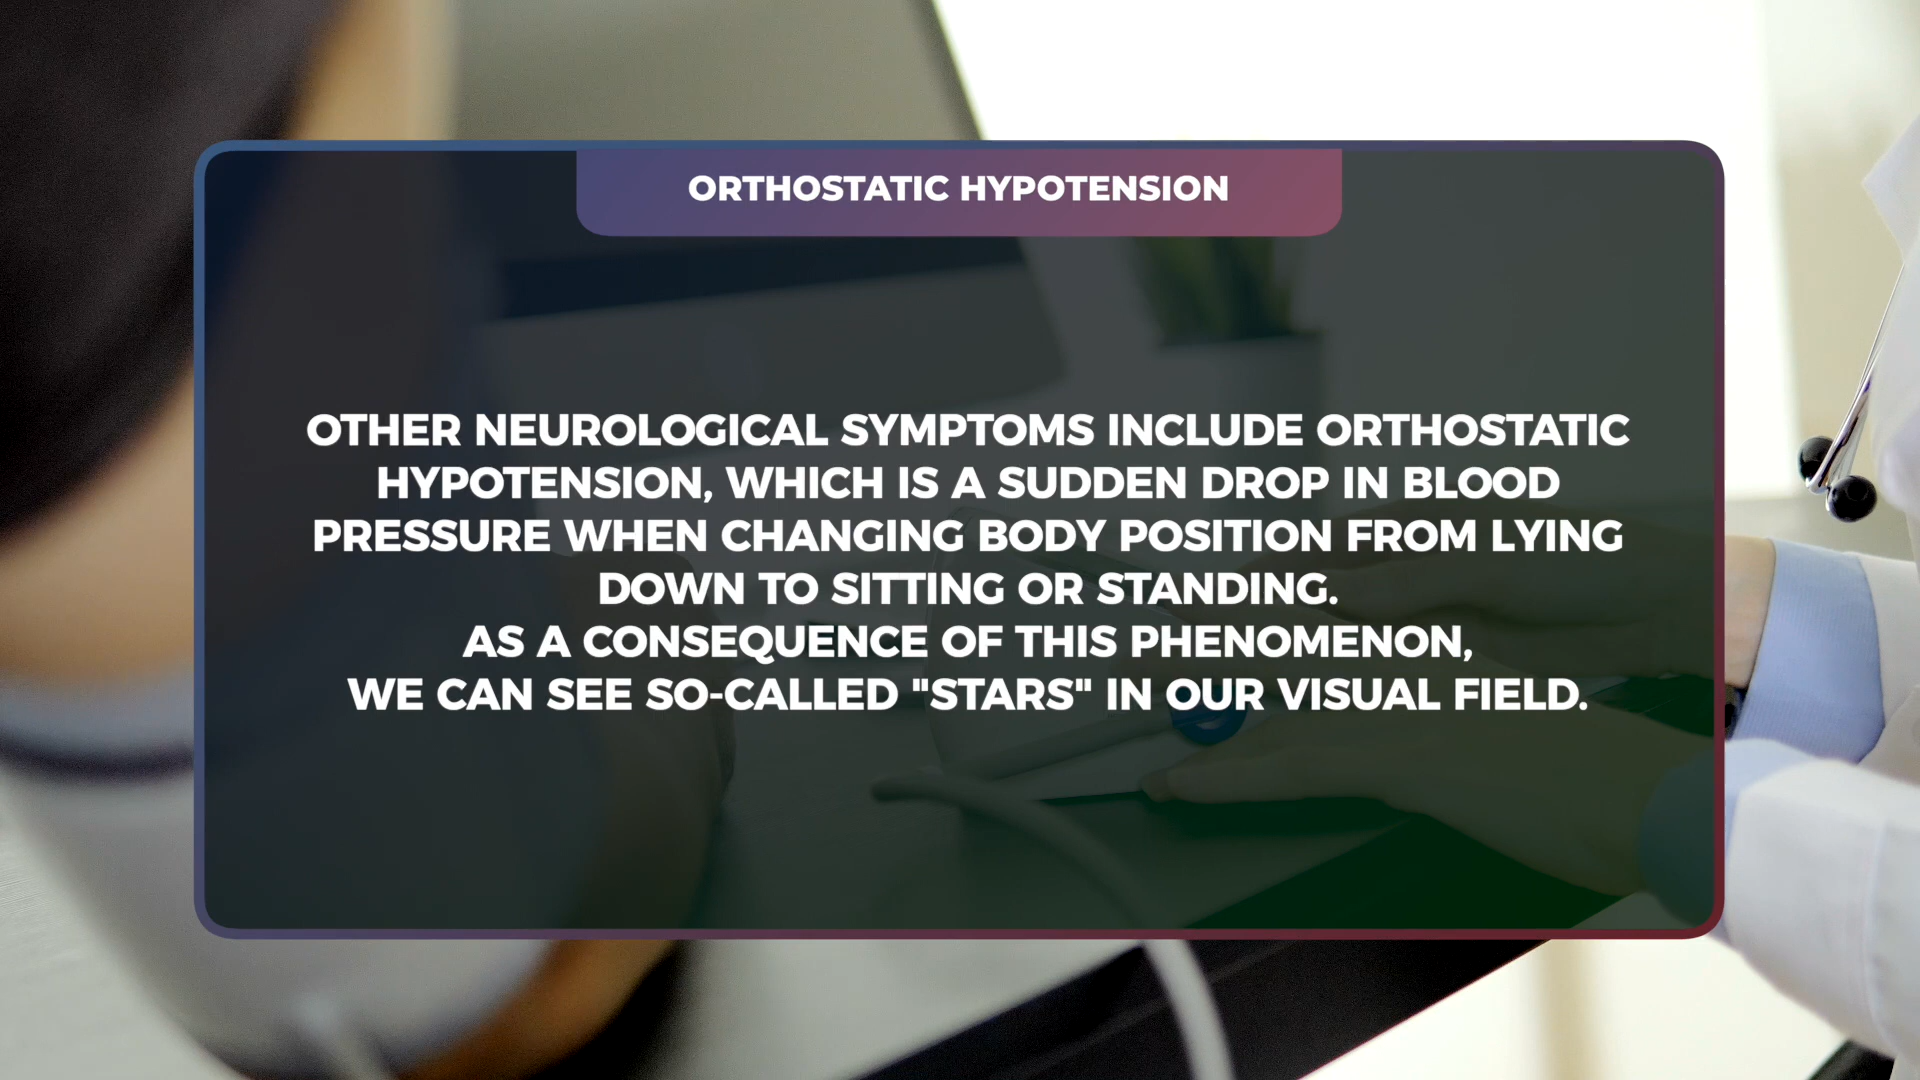 ORTHOSTATIC HYPOTENSION
OTHER NEUROLOGICAL SYMPTOMS INCLUDE ORTHOSTATIC
HYPOTENSION, WHICH IS A SUDDEN DROP IN BLOOD
PRESSURE WHEN CHANGING BODY POSITION FROM LYING
DOWN TO SITTING OR STANDING.
AS A CONSEQUENCE OF THIS PHENOMENON,
WE CAN SEE SO-CALLED "STARS" IN OUR VISUAL FIELD.